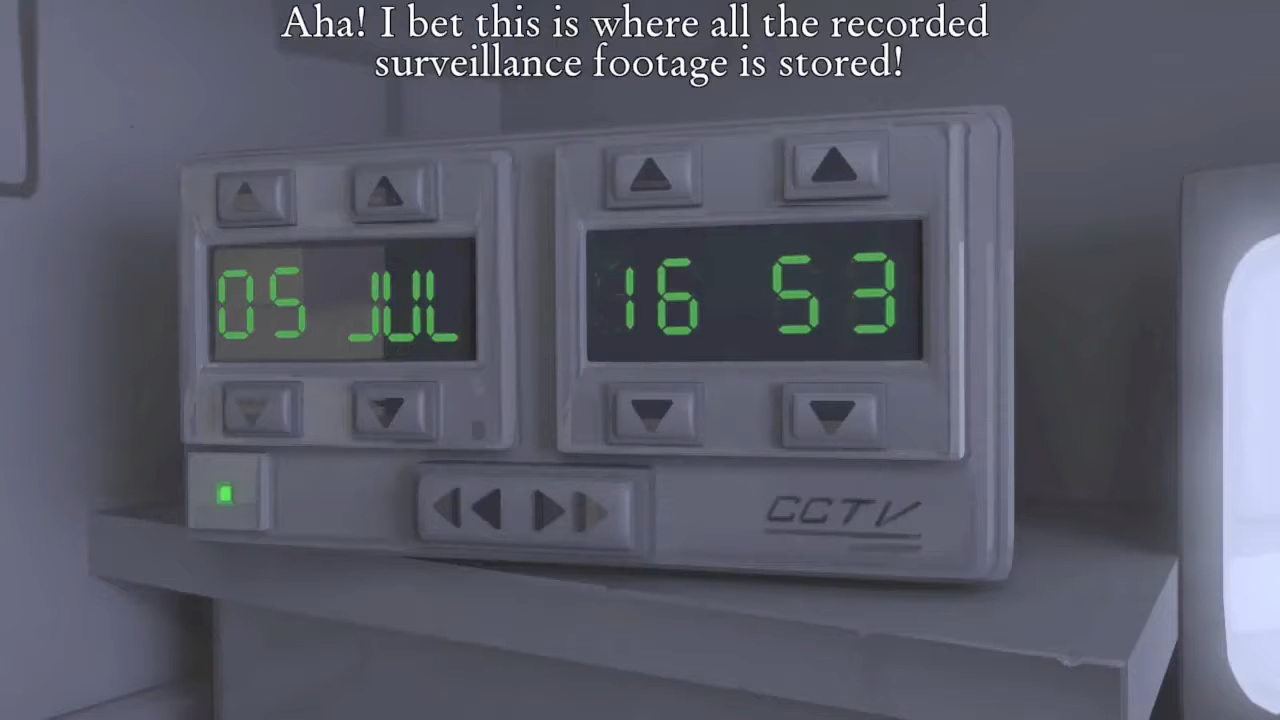 Aha! I bet this is where all the recorded
surveillance footage is stored!
05 JUL
16 53
CCTV